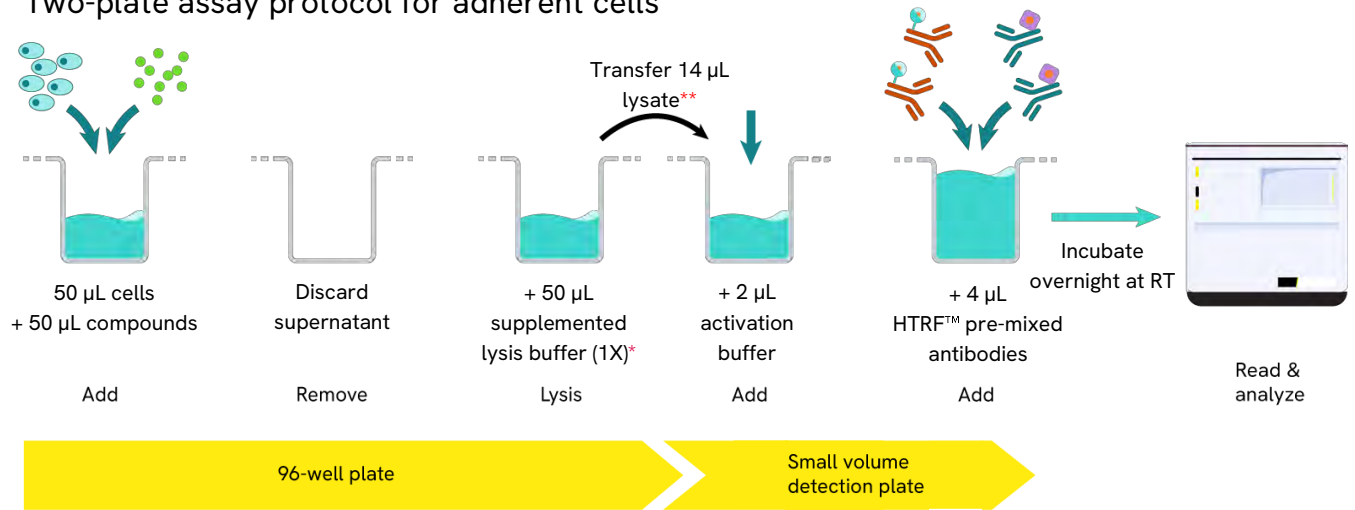 Two-plate assay protocol for adherent cells
Transfer 14 µL
lysate**
50 µL cells
+ 50 µL compounds
Discard
supernatant
+ 50 µL
supplemented
lysis buffer (1X)*
+ 2 µL
activation
buffer
+ 4 µL
HTRF™ pre-mixed
antibodies
Incubate
overnight at RT
Add
Remove
Lysis
Add
Add
Read &
analyze
96-well plate
Small volume
detection plate